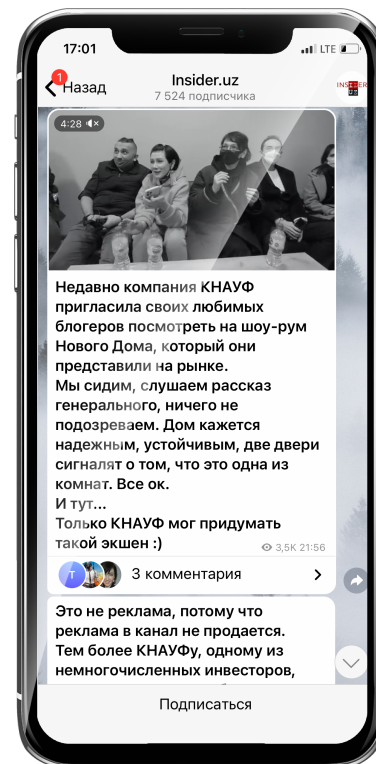 17:01
LTE
1
Назад
Insider.uz
7 524 подписчика
INSIDER
UZ
4:28
Недавно компания КНАУФ
пригласила своих любимых
блогеров посмотреть на шоу-рум
Нового Дома, который они
представили на рынке.
Мы сидим, слушаем рассказ
генерального, ничего не
подозреваем. Дом кажется
надежным, устойчивым, две двери
сигналят о том, что это одна из
комнат. Все ок.
И тут...
Только КНАУФ мог придумать
такой экшен :)
3,5K 21:56
T
3 комментария
Это не реклама, потому что
реклама в канал не продается.
Тем более КНАУФу, одному из
немногочисленных инвесторов,
Подписаться